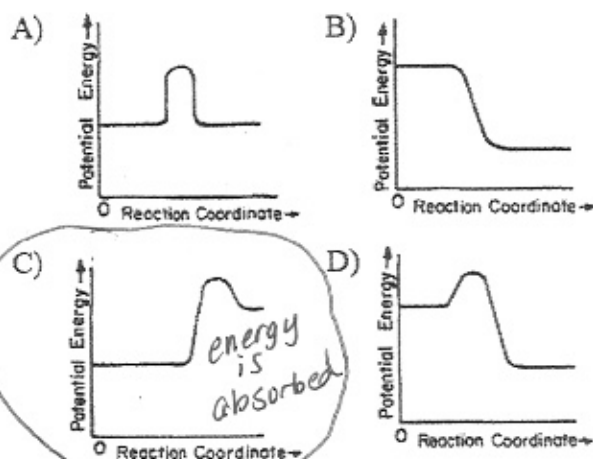 A)
Potential Energy →
O Reaction Coordinate →
B)
Potential Energy →
O Reaction Coordinate →
C)
Potential Energy →
O Reaction Coordinate →
energy
is
absorbed
D)
Potential Energy →
O Reaction Coordinate →